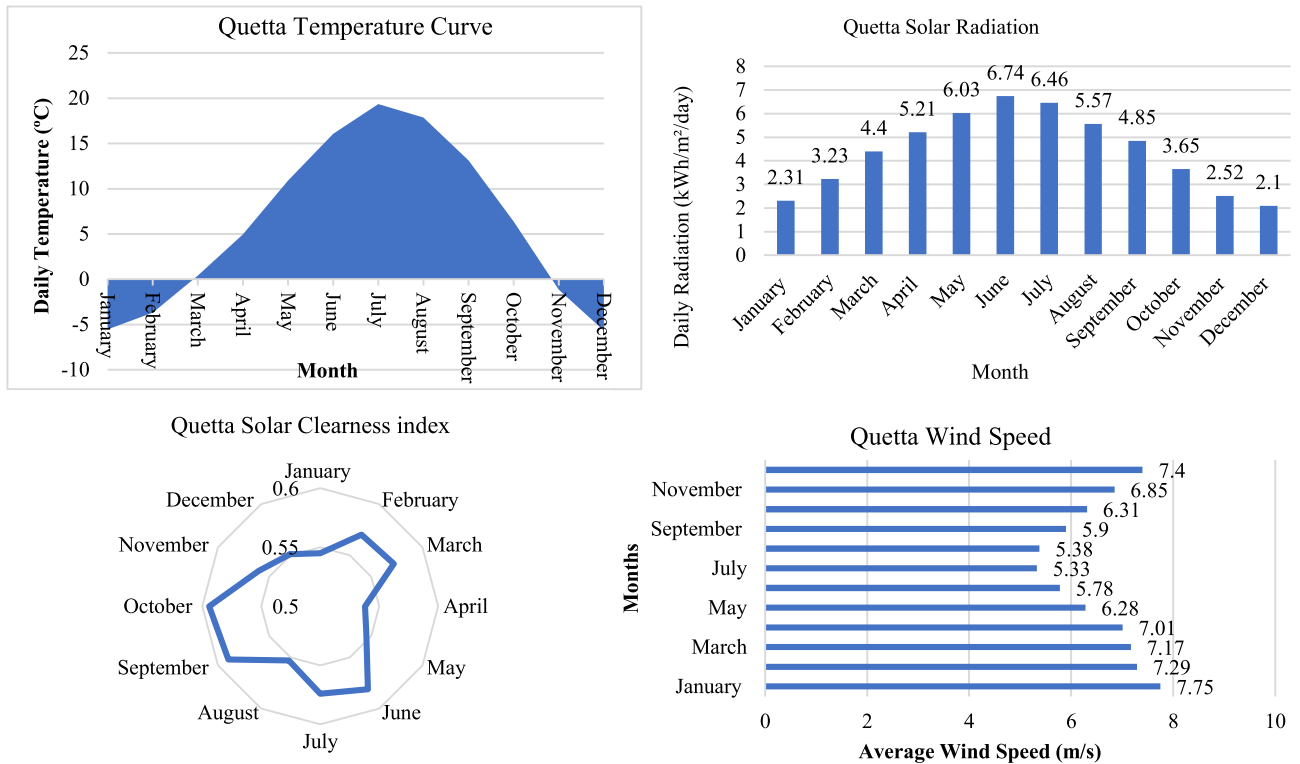 Quetta Temperature Curve
25
20
15
10
5
0
-5
-10
Daily Temperature (ºC)
January
February
March
April
May
June
July
August
September
October
November
December
Month
Quetta Solar Radiation
8
7
6
5
4
3
2
1
0
Daily Radiation (kWh/m²/day)
2.31
3.23
4.4
5.21
6.03
6.74
6.46
5.57
4.85
3.65
2.52
2.1
January
February
March
April
May
June
July
August
September
October
November
December
Month
Quetta Solar Clearness index
January
February
March
April
May
June
July
August
September
October
November
December
0.6
0.55
0.5
Quetta Wind Speed
Months
7.4
November
6.85
6.31
September
5.9
5.38
July
5.33
5.78
May
6.28
7.01
March
7.17
7.29
January
7.75
0
2
4
6
8
10
Average Wind Speed (m/s)